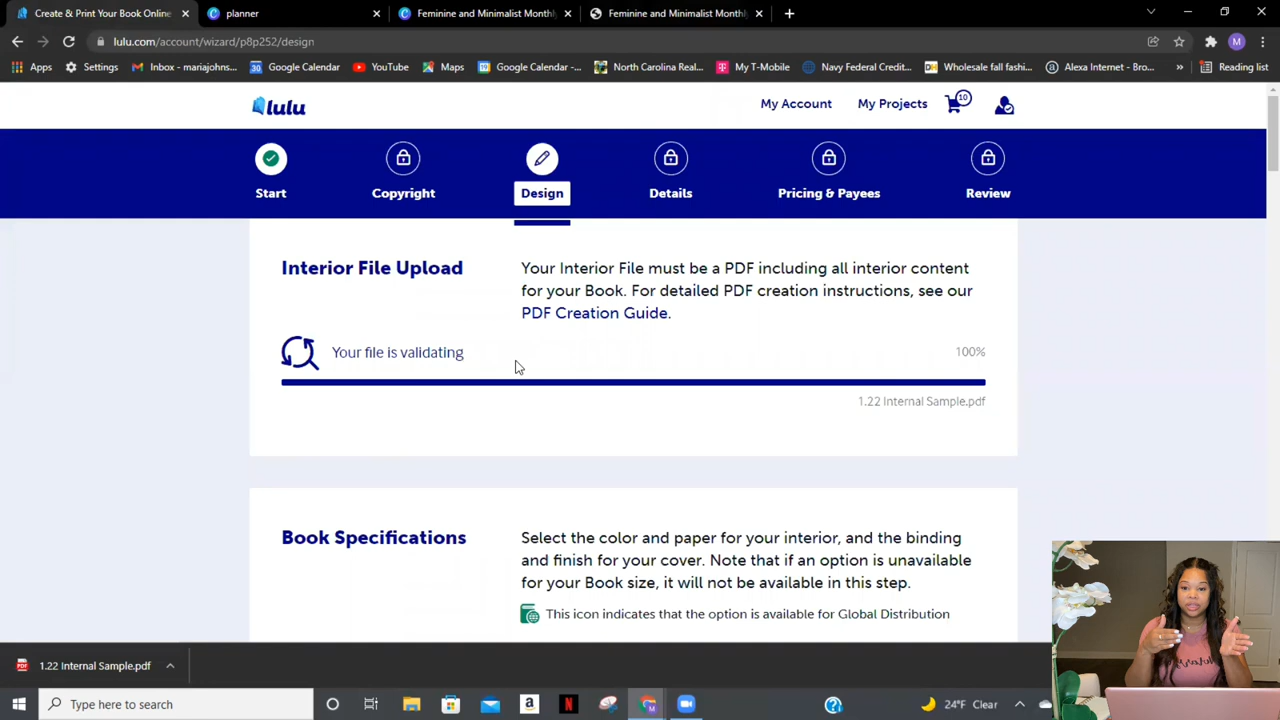 Create & Print Your Book Online
planner
Feminine and Minimalist Monthl
Feminine and Minimalist Monthl
lulu.com/account/wizard/p8p252/design
M
Apps
Settings
Inbox - mariajohns...
Google Calendar
YouTube
Maps
Google Calendar -...
North Carolina Real...
My T-Mobile
Navy Federal Credit...
Wholesale fall fashi...
Alexa Internet - Bro...
Reading list
lulu
My Account
My Projects
10
Start
Copyright
Design
Details
Pricing & Payees
Review
Interior File Upload
Your Interior File must be a PDF including all interior content
for your Book. For detailed PDF creation instructions, see our
PDF Creation Guide.
Your file is validating
100%
1.22 Internal Sample.pdf
Book Specifications
Select the color and paper for your interior, and the binding
and finish for your cover. Note that if an option is unavailable
for your Book size, it will not be available in this step.
This icon indicates that the option is available for Global Distribution
1.22 Internal Sample.pdf
Type here to search
24°F Clear